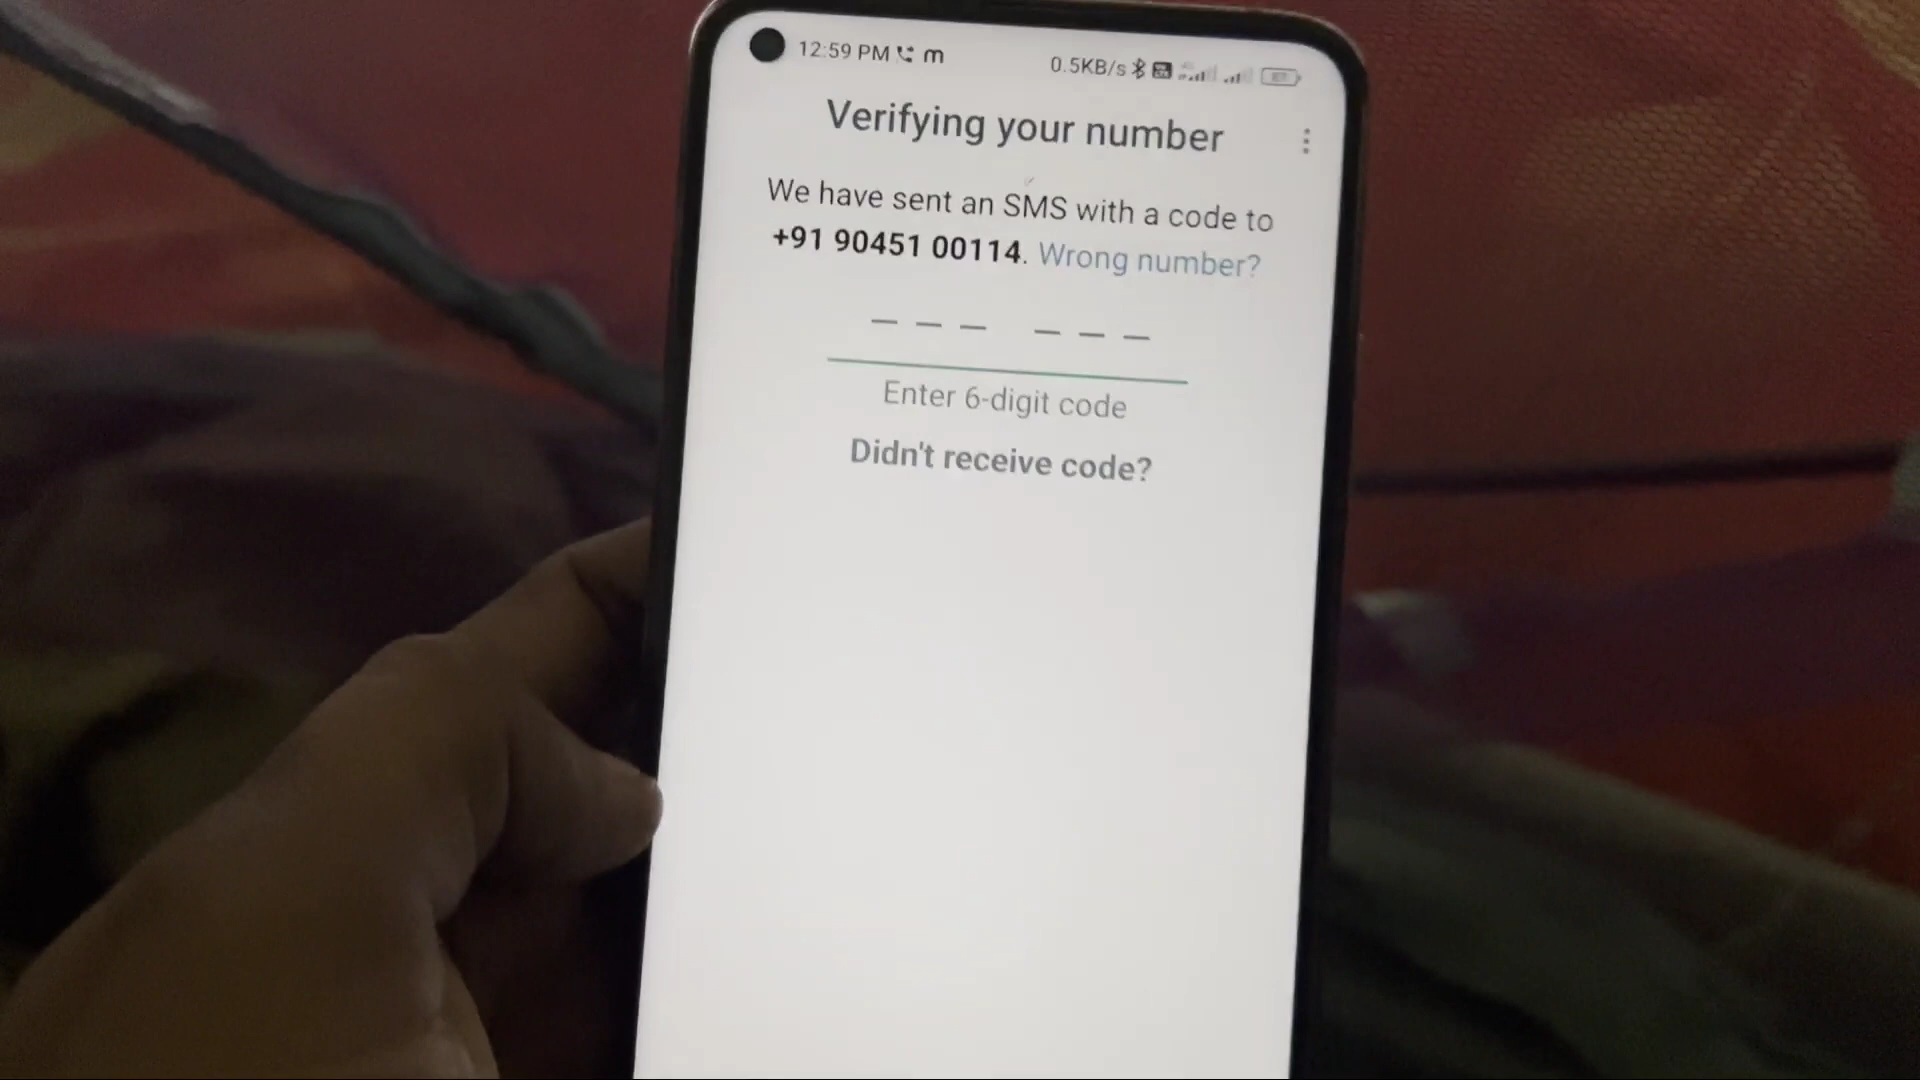 12:59 PM m 0.5KB/s
Verifying your number
We have sent an SMS with a code to
+91 90451 00114. Wrong number?
Enter 6-digit code
Didn't receive code?